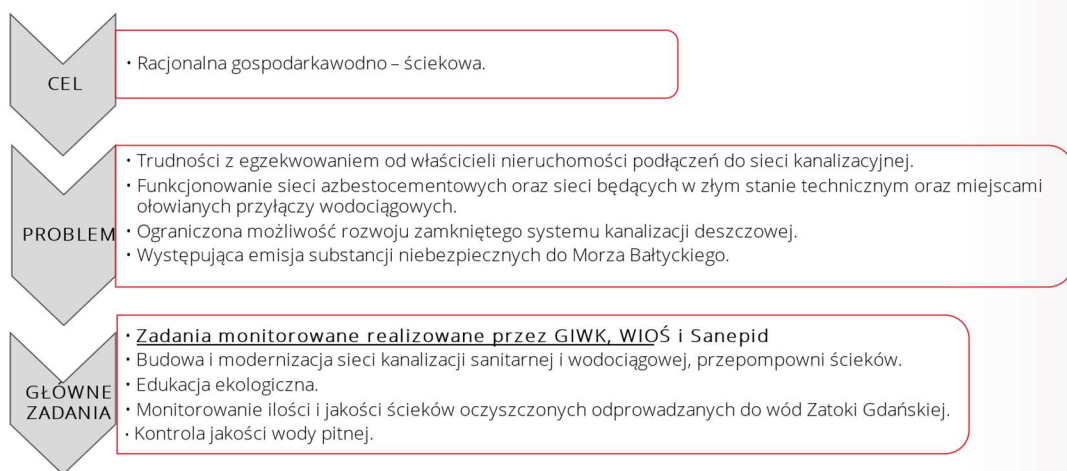 CEL
• Racjonalna gospodarkawodno – ściekowa.
PROBLEM
• Trudności z egzekwowaniem od właścicieli nieruchomości podłączeń do sieci kanalizacyjnej.
• Funkcjonowanie sieci azbestocementowych oraz sieci będących w złym stanie technicznym oraz miejscami
ołowianych przyłączy wodociągowych.
• Ograniczona możliwość rozwoju zamkniętego systemu kanalizacji deszczowej.
• Występująca emisja substancji niebezpiecznych do Morza Bałtyckiego.
GŁÓWNE
ZADANIA
• Zadania monitorowane realizowane przez GIWK, WIOŚ i Sanepid
• Budowa i modernizacja sieci kanalizacji sanitarnej i wodociągowej, przepompowni ścieków.
• Edukacja ekologiczna.
• Monitorowanie ilości i jakości ścieków oczyszczonych odprowadzanych do wód Zatoki Gdańskiej.
• Kontrola jakości wody pitnej.